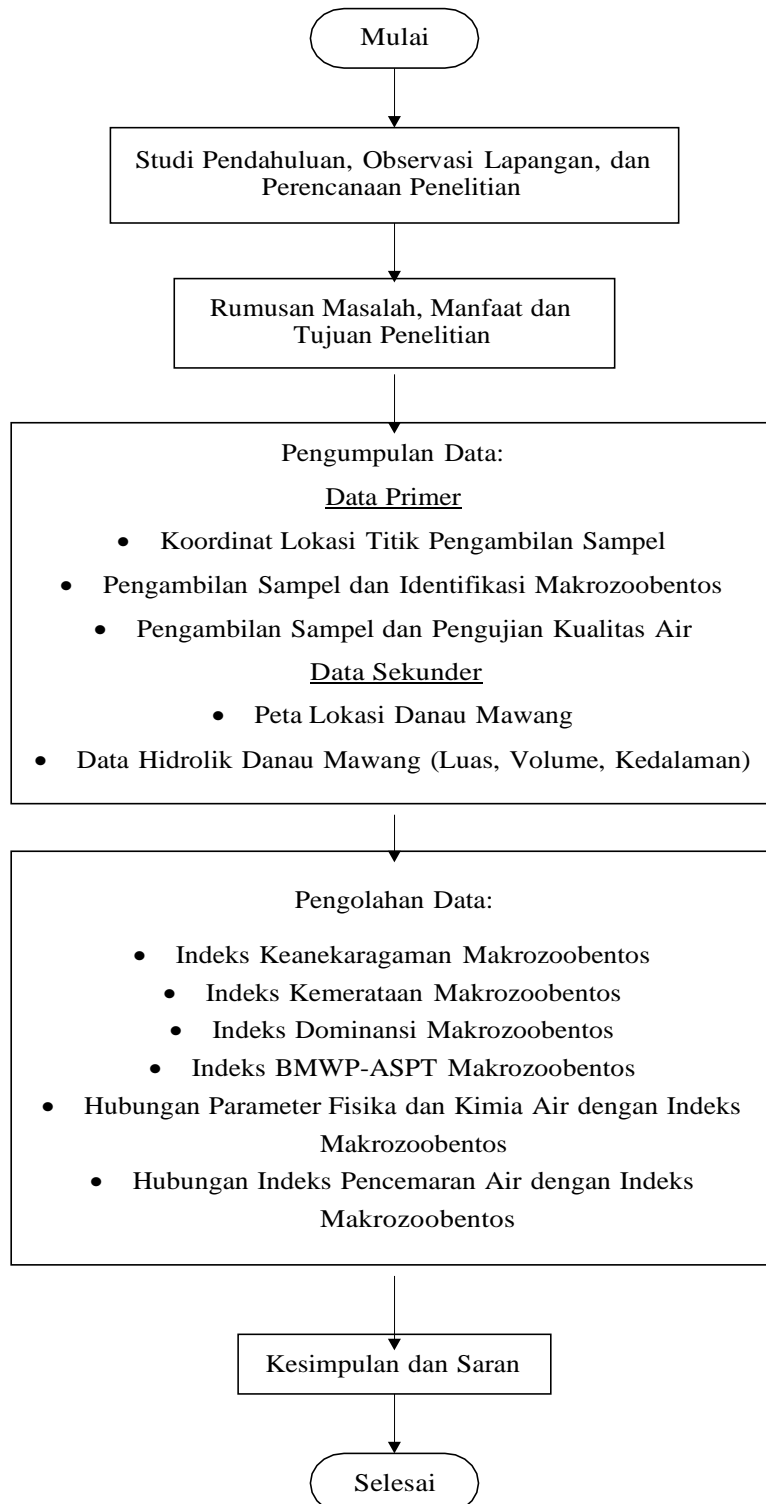 Mulai
Studi Pendahuluan, Observasi Lapangan, dan
Perencanaan Penelitian
Rumusan Masalah, Manfaat dan
Tujuan Penelitian
Pengumpulan Data:
Data Primer
• Koordinat Lokasi Titik Pengambilan Sampel
• Pengambilan Sampel dan Identifikasi Makrozoobentos
• Pengambilan Sampel dan Pengujian Kualitas Air
Data Sekunder
• Peta Lokasi Danau Mawang
• Data Hidrolik Danau Mawang (Luas, Volume, Kedalaman)
Pengolahan Data:
• Indeks Keanekaragaman Makrozoobentos
• Indeks Kemerataan Makrozoobentos
• Indeks Dominansi Makrozoobentos
• Indeks BMWP-ASPT Makrozoobentos
• Hubungan Parameter Fisika dan Kimia Air dengan Indeks
Makrozoobentos
• Hubungan Indeks Pencemaran Air dengan Indeks
Makrozoobentos
Kesimpulan dan Saran
Selesai